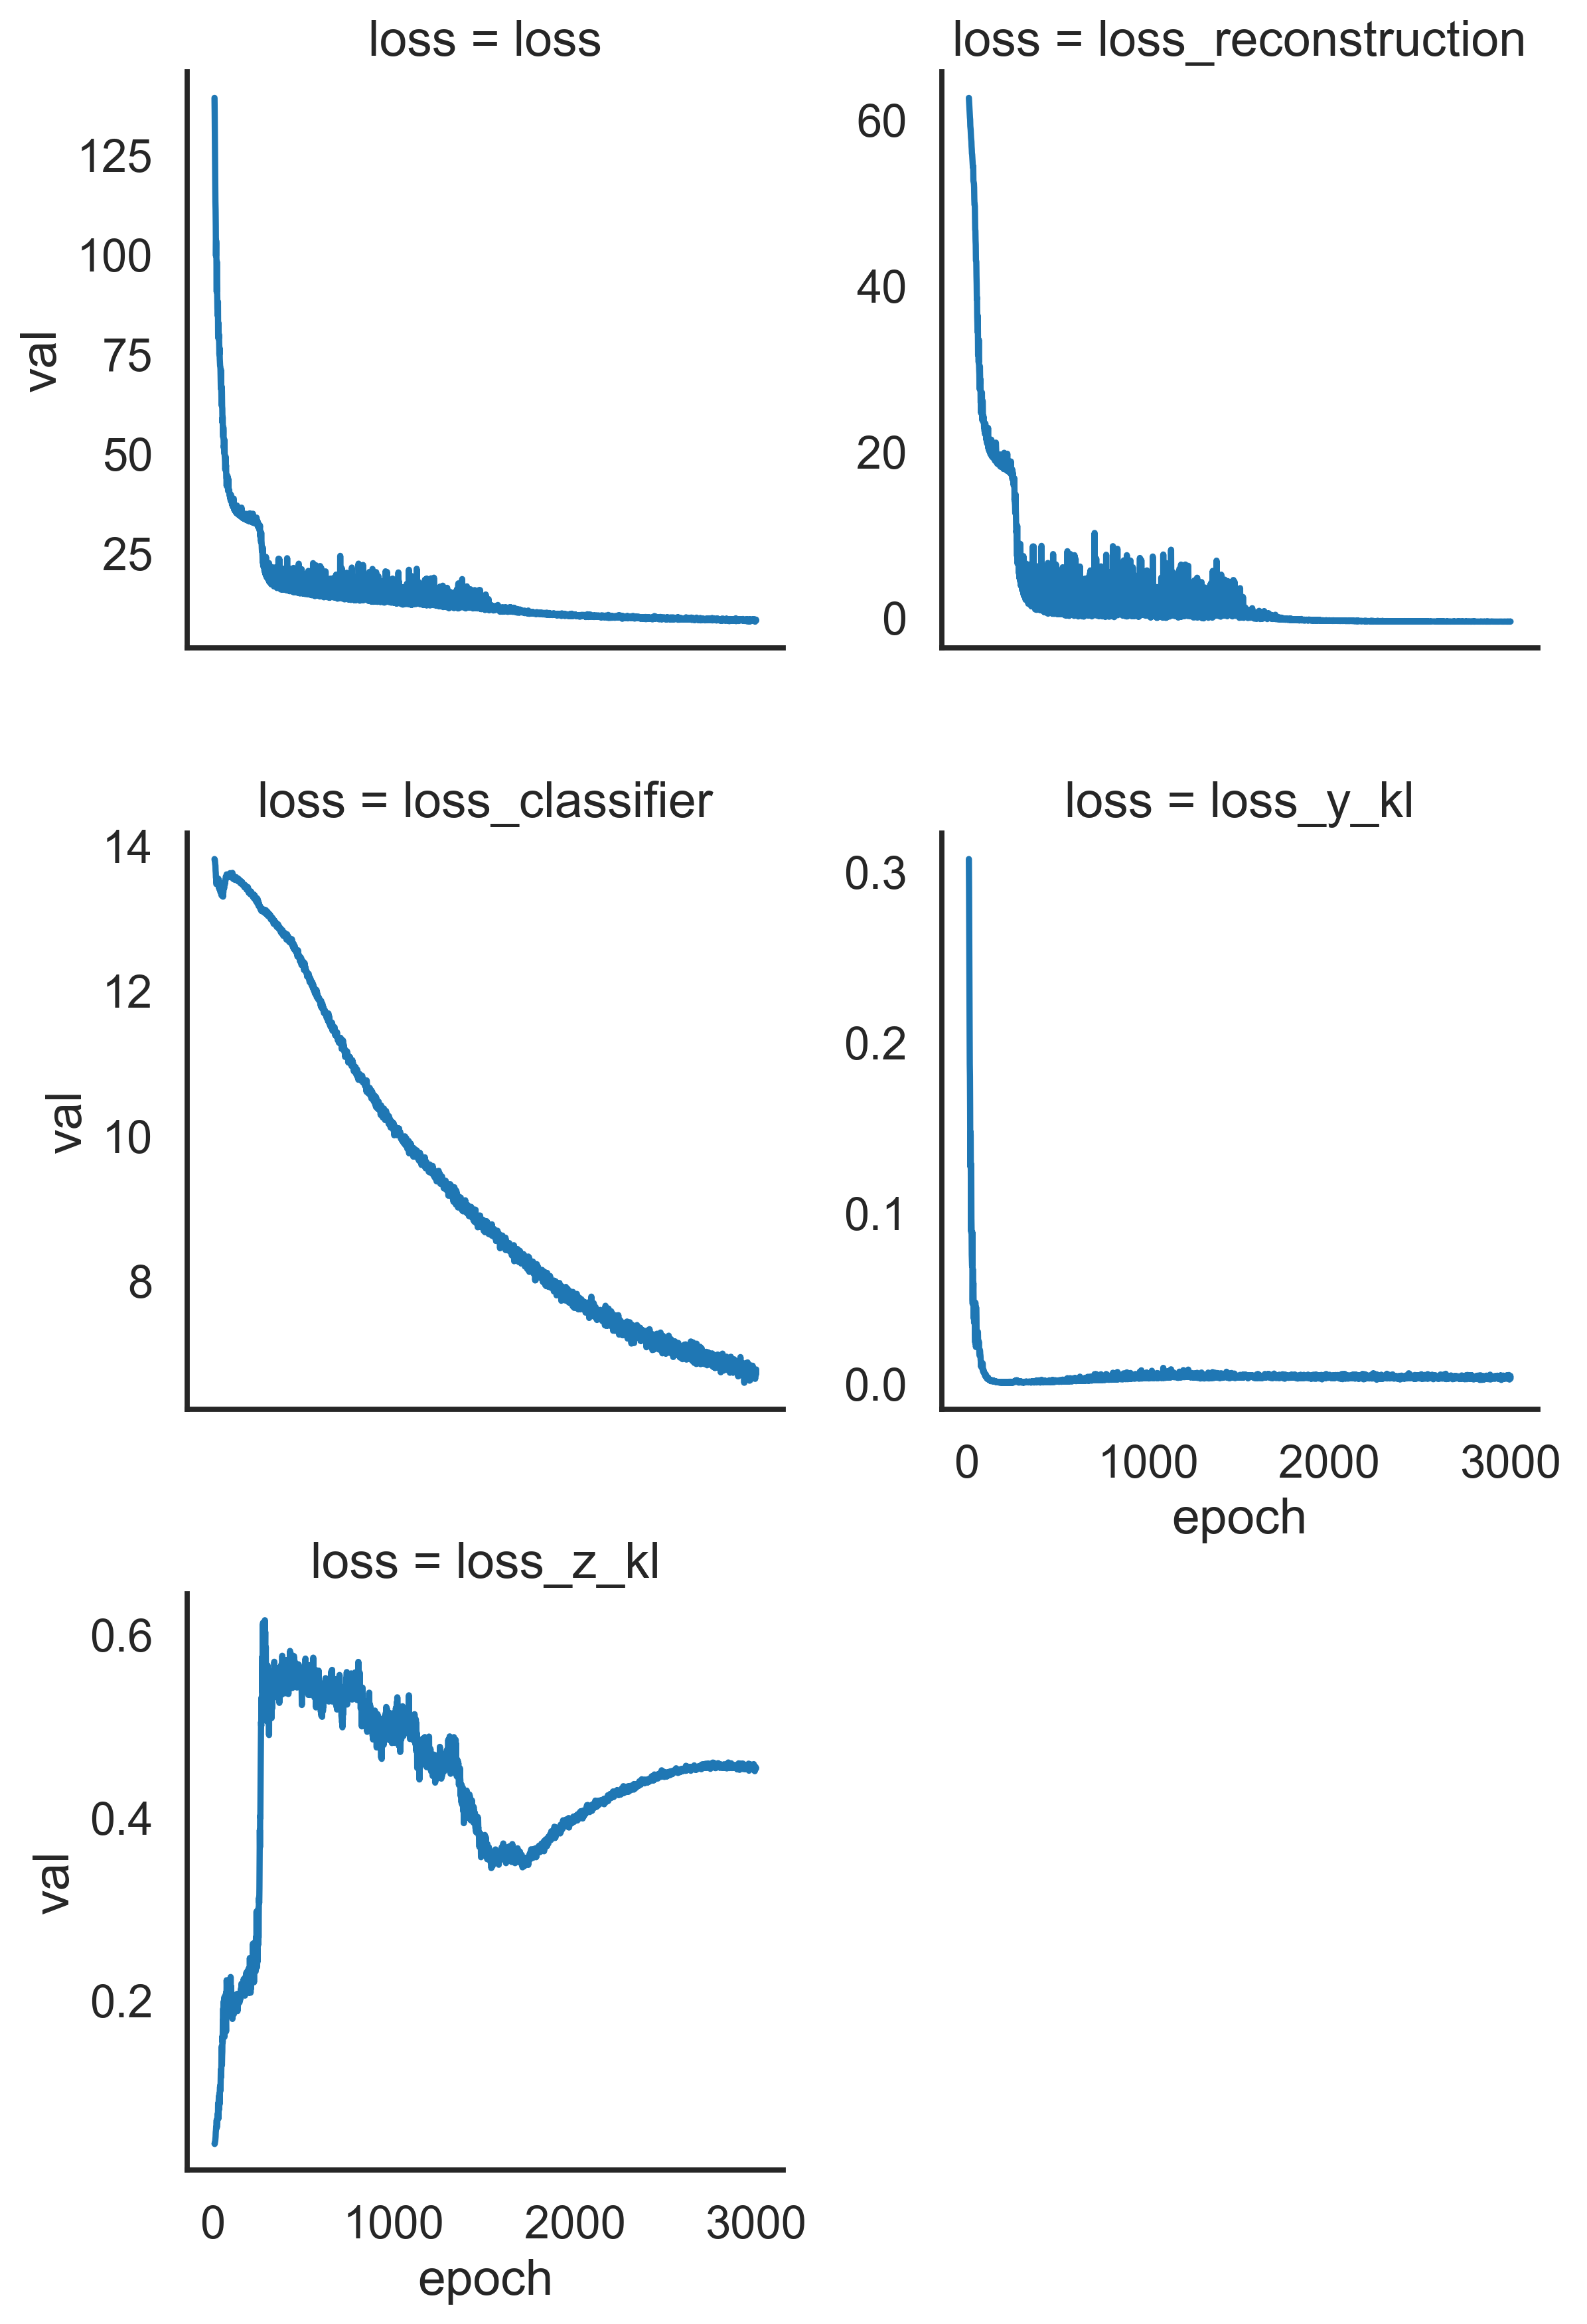 loss = loss
val
125
100
75
50
25
loss = loss_reconstruction
60
40
20
0
loss = loss_classifier
val
14
12
10
8
loss = loss_y_kl
0.3
0.2
0.1
0.0
0 1000 2000 3000
epoch
loss = loss_z_kl
val
0.6
0.4
0.2
0 1000 2000 3000
epoch